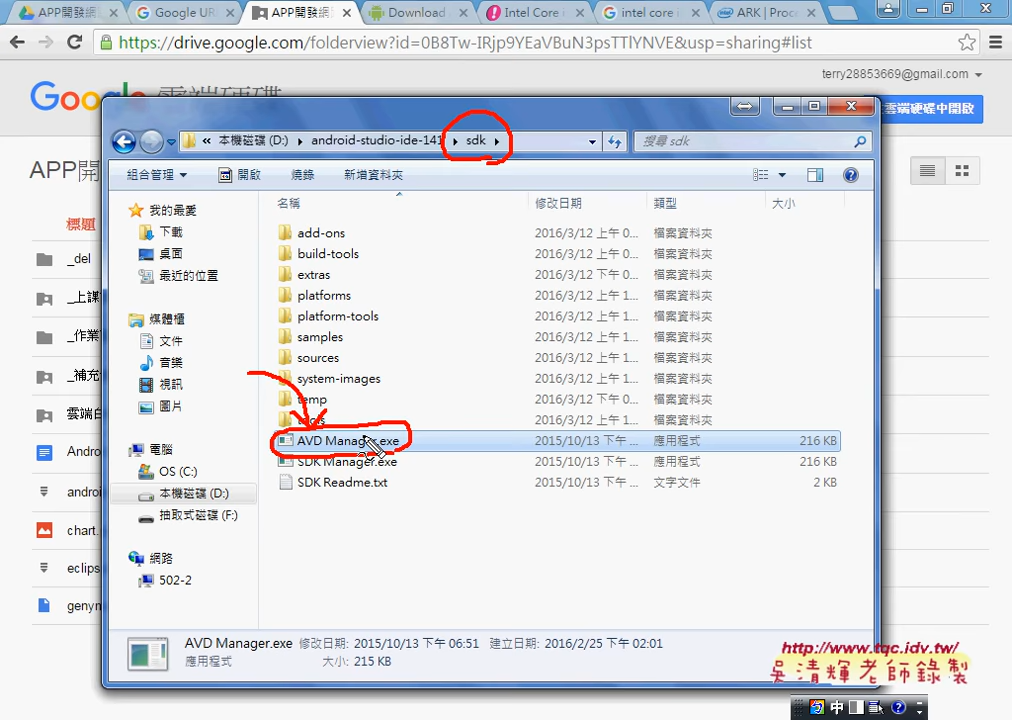 APP開發網
Google UR
APP開發網
Download
Intel Core i
intel core i
ARK | Proce
https://drive.google.com/folderview?id=0B8Tw-IRjp9YEaVBuN3psTTlYNVE&usp=sharing#list
terry28853669@gmail.com
Google 雲端硬碟
雲端硬碟中開啟
APP開
標題
_del
_上課
_作業
_補充
雲端白
Andro
androi
chart.
eclips
genym
本機磁碟 (D:)
android-studio-ide-141
sdk
搜尋 sdk
組合管理
開啟
燒錄
新增資料夾
我的最愛
下載
桌面
最近的位置
媒體櫃
文件
音樂
視訊
圖片
電腦
OS (C:)
本機磁碟 (D:)
抽取式磁碟 (F:)
網路
502-2
名稱 修改日期 類型 大小
add-ons 2016/3/12 上午 0... 檔案資料夾
build-tools 2016/3/12 上午 0... 檔案資料夾
extras 2016/3/12 下午 0... 檔案資料夾
platforms 2016/3/12 上午 1... 檔案資料夾
platform-tools 2016/3/12 上午 1... 檔案資料夾
samples 2016/3/12 上午 1... 檔案資料夾
sources 2016/3/12 上午 1... 檔案資料夾
system-images 2016/3/12 上午 1... 檔案資料夾
temp 2016/3/12 上午 1... 檔案資料夾
tools 2016/3/12 上午 1... 檔案資料夾
AVD Manager.exe 2015/10/13 下午 ... 應用程式 216 KB
SDK Manager.exe 2015/10/13 下午 ... 應用程式 216 KB
SDK Readme.txt 2015/10/13 下午 ... 文字文件 2 KB
AVD Manager.exe 修改日期: 2015/10/13 下午 06:51 建立日期: 2016/2/25 下午 02:01
應用程式 大小: 215 KB
http://www.tqc.idv.tw/
吳清輝老師錄製
中